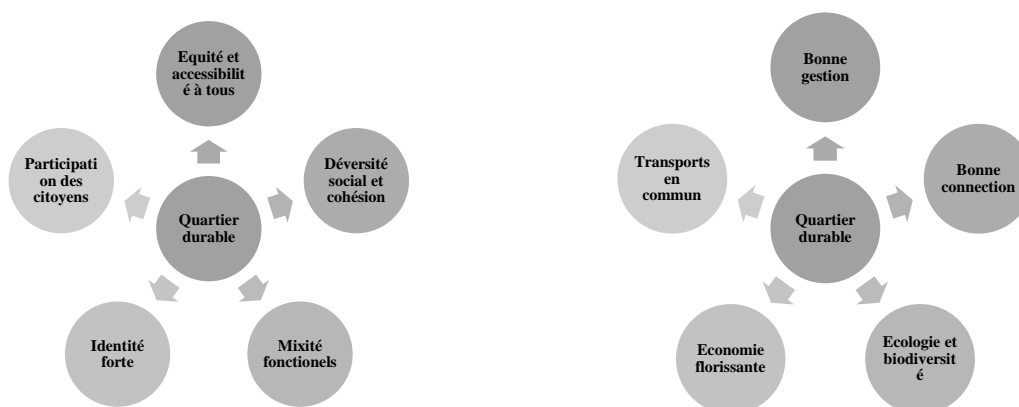 Equité et
accessibilit
é à tous
Participati
on des
citoyens
Déversité
social et
cohésion
Quartier
durable
Identité
forte
Mixité
fonctionels
Bonne
gestion
Transports
en
commun
Bonne
connection
Quartier
durable
Economie
florissante
Ecologie et
biodiversit
é